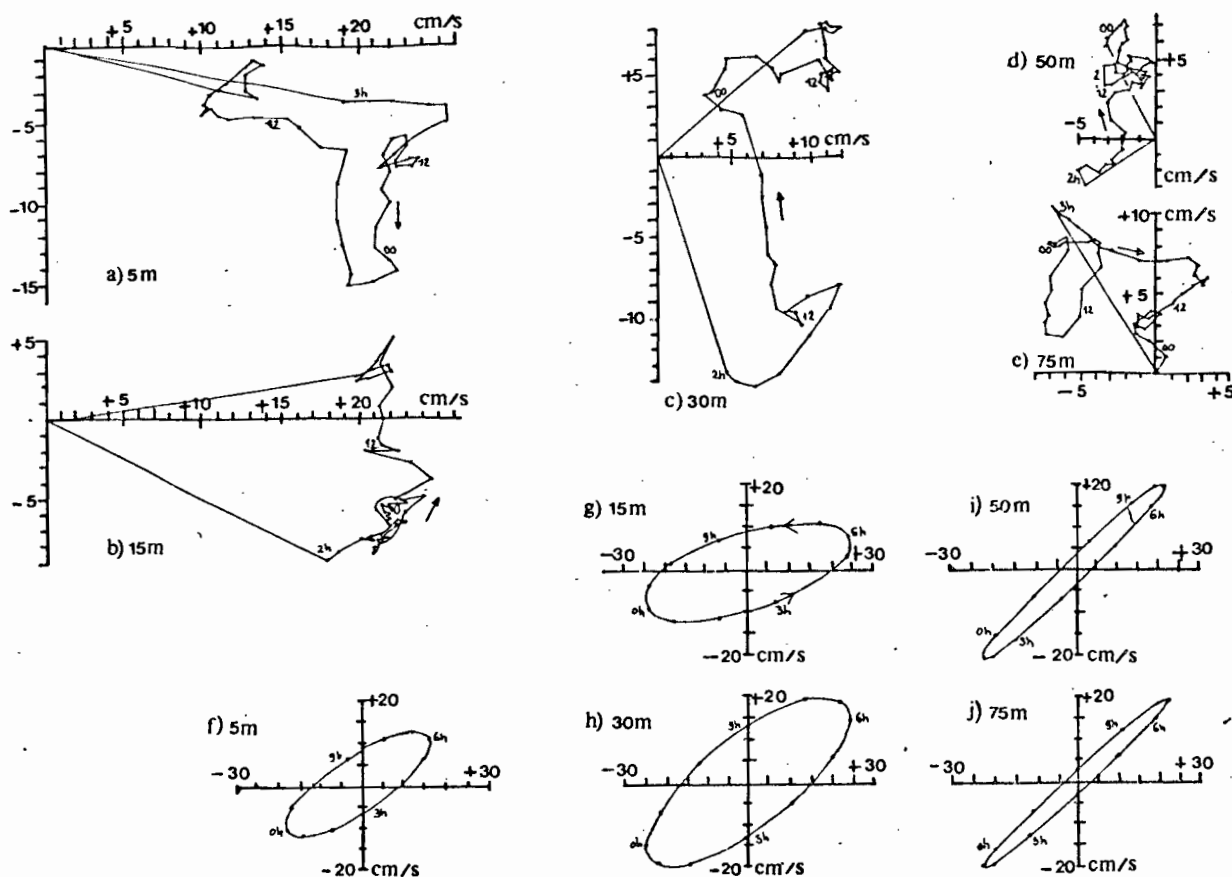 cm/s
+5 +10 +15 +20
9h
12
-5
12
-10
00
a) 5m
-15
+5
+5 +10 +15 +20 cm/s
12
-5
b) 15m
2h
+5
00
12
+5 +10
cm/s
-5
12
-10
2h
c) 30m
d) 50m
+5
2
12
-5
2h
cm/s
9h
+10 cm/s
00
+5
12
12
00
75m
-5 +5
f) 5m
+20
9h
6h
-30 +30
0h
3h
-20 cm/s
g) 15m
+20
9h
6h
-30 +30
0h
3h
-20 cm/s
h) 30m
+20
9h
6h
-30 +30
0h
-20 cm/s
i) 50m
+20
9h
6h
-30 +30
0h
3h
-20 cm/s
j) 75m
+20
9h
6h
-30 +30
0h
3h
-20 cm/s